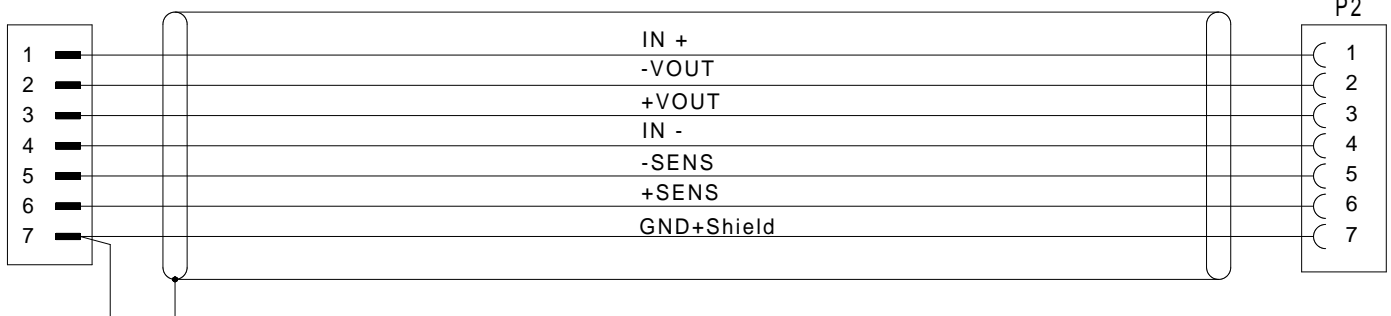 P2
1 IN + 1
2 -VOUT 2
3 +VOUT 3
4 IN - 4
5 -SENS 5
6 +SENS 6
7 GND+Shield 7